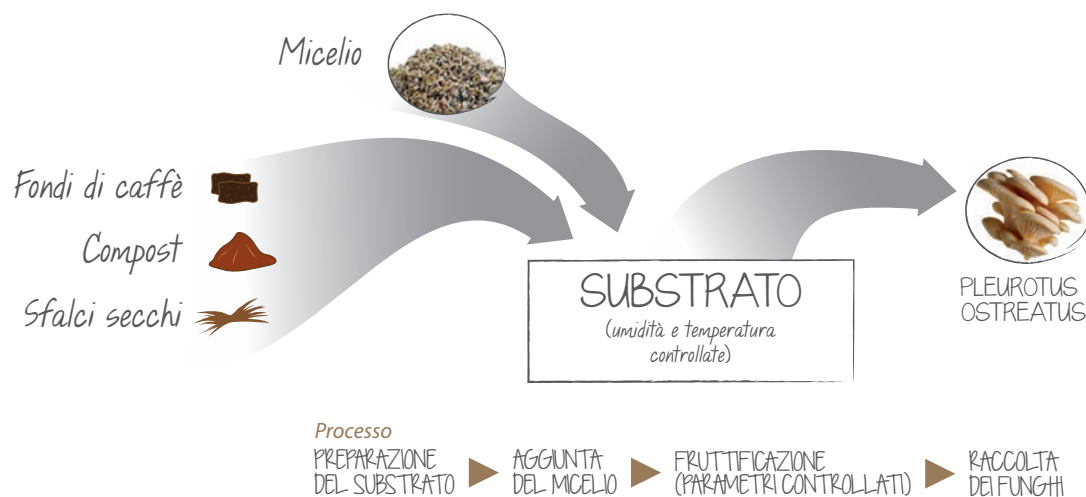 Micelio
Fondi di caffè
Compost
Sfalci secchi
SUBSTRATO
(umidità e temperatura
controllate)
PLEUROTUS
OSTREATUS
Processo
PREPARAZIONE
DEL SUBSTRATO
AGGIUNTA
DEL MICELIO
FRUTTIFICAZIONE
(PARAMETRI CONTROLLATI)
RACCOLTA
DEI FUNGHI